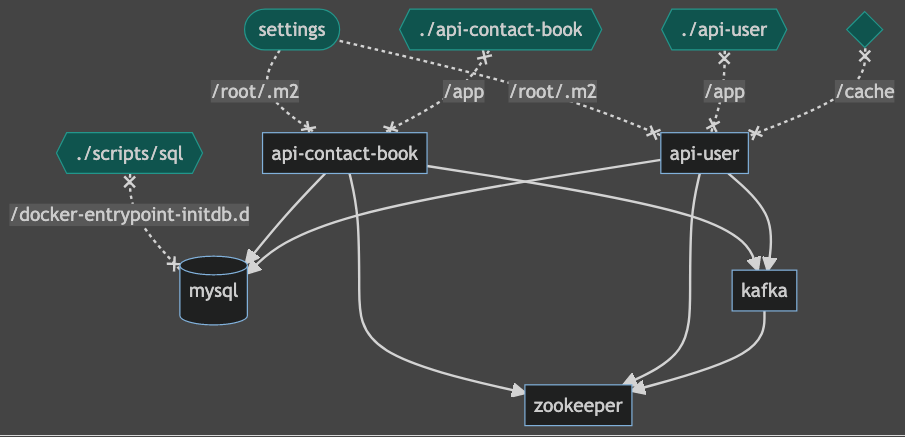 settings
./api-contact-book
./api-user
/root/.m2
/app
/root/.m2
/app
/cache
./scripts/sql
api-contact-book
api-user
/docker-entrypoint-initdb.d
mysql
kafka
zookeeper